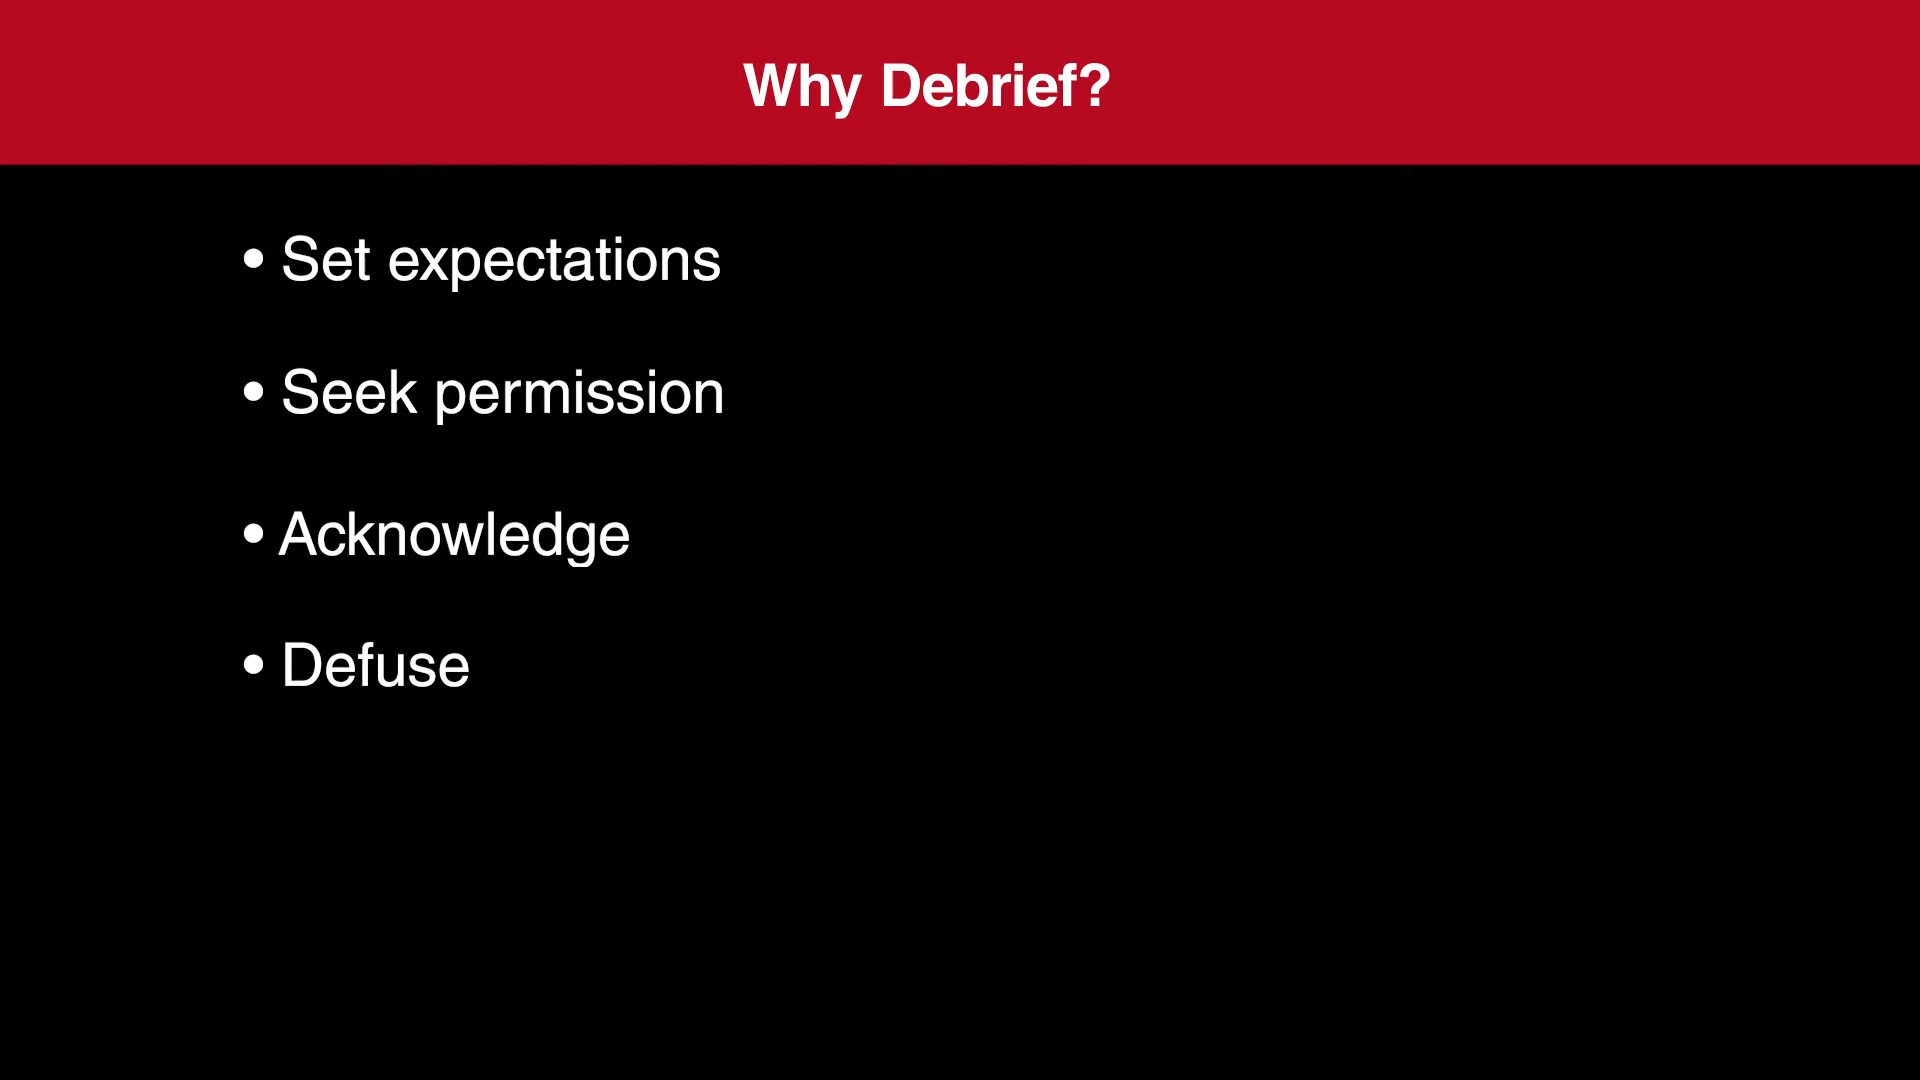 Why Debrief?
• Set expectations
• Seek permission
• Acknowledge
• Defuse